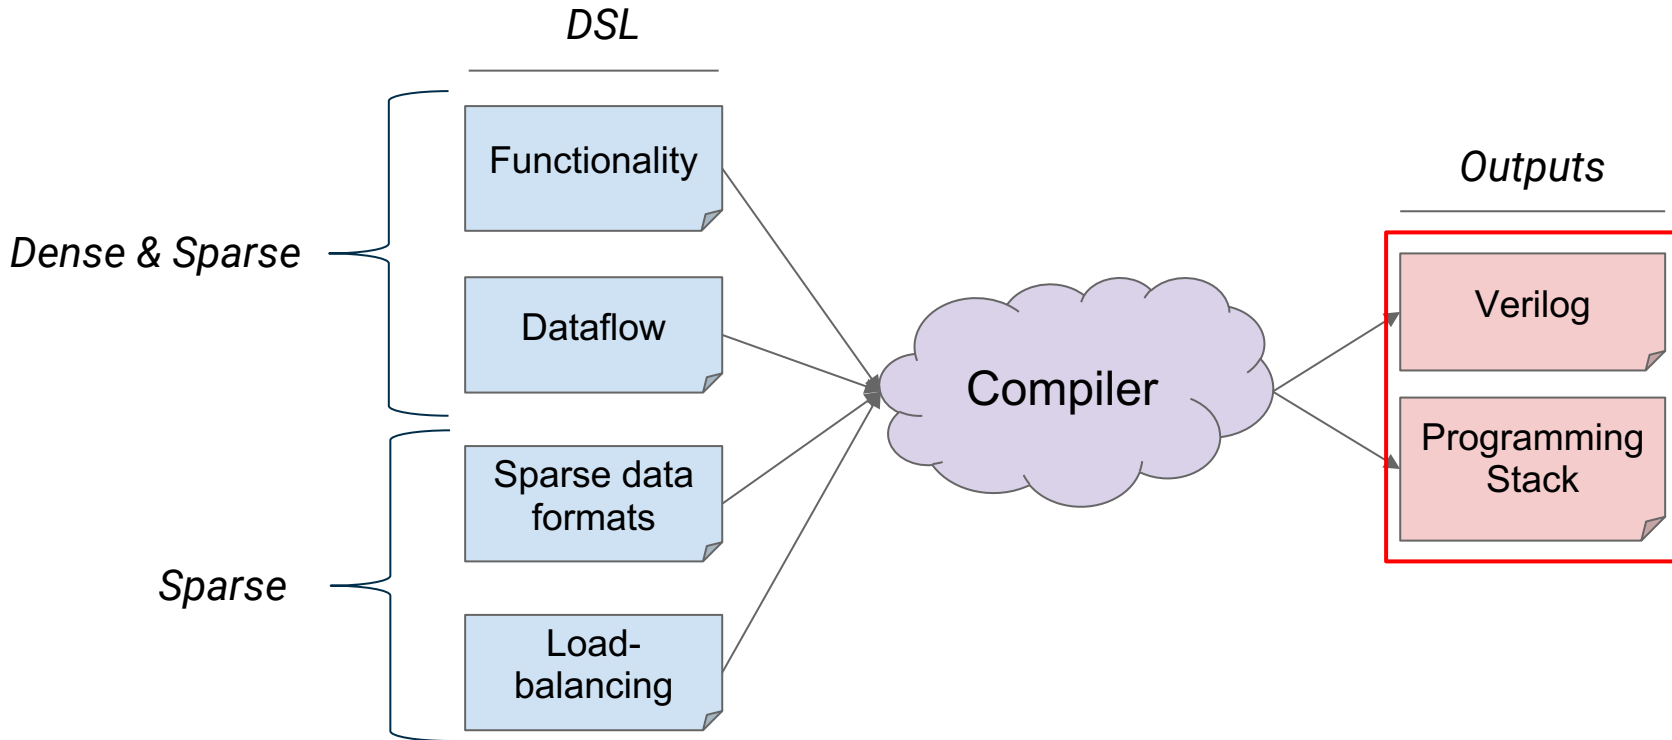 DSL
Functionality
Dense & Sparse
Dataflow
Sparse data
formats
Sparse
Load-
balancing
Compiler
Outputs
Verilog
Programming
Stack